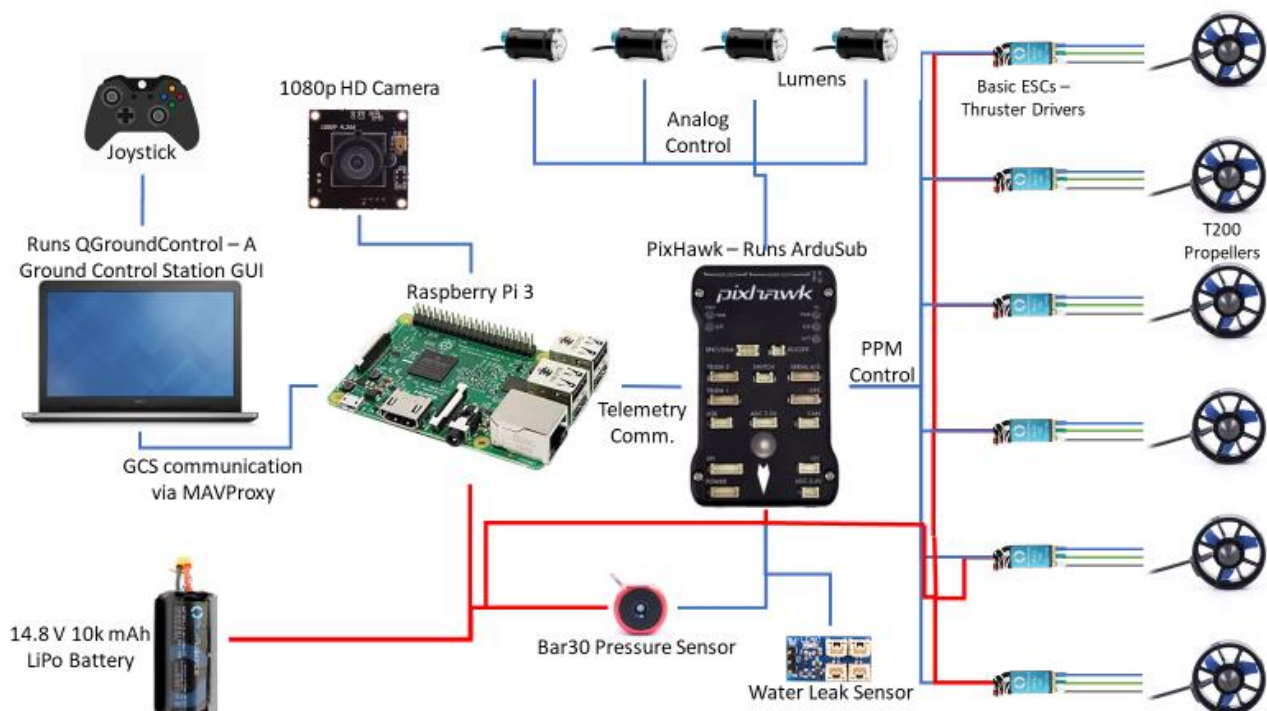 Joystick
1080p HD Camera
Lumens
Analog
Control
Basic ESCs –
Thruster Drivers
T200
Propellers
Runs QGroundControl – A
Ground Control Station GUI
Raspberry Pi 3
PixHawk – Runs ArduSub
pixhawk
PPM
Control
Telemetry
Comm.
GCS communication
via MAVProxy
14.8 V 10k mAh
LiPo Battery
Bar30 Pressure Sensor
Water Leak Sensor